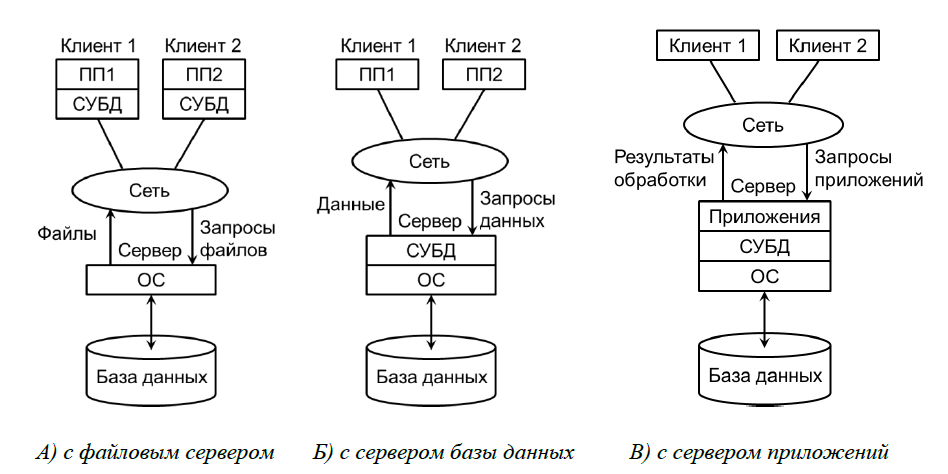 Клиент 1 Клиент 2
ПП1 ПП2
СУБД СУБД
Сеть
Файлы
Сервер
Запросы
файлов
ОС
База данных
А) с файловым сервером
Клиент 1 Клиент 2
ПП1 ПП2
Сеть
Данные
Сервер
Запросы
данных
СУБД
ОС
База данных
Б) с сервером базы данных
Клиент 1 Клиент 2
Сеть
Результаты
обработки
Сервер
Запросы
приложений
Приложения
СУБД
ОС
База данных
В) с сервером приложений